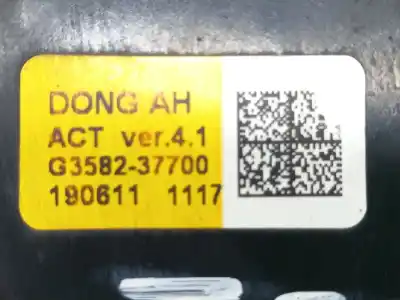 DONG AH
ACT ver.4.1
G3582-37700
190611 1117